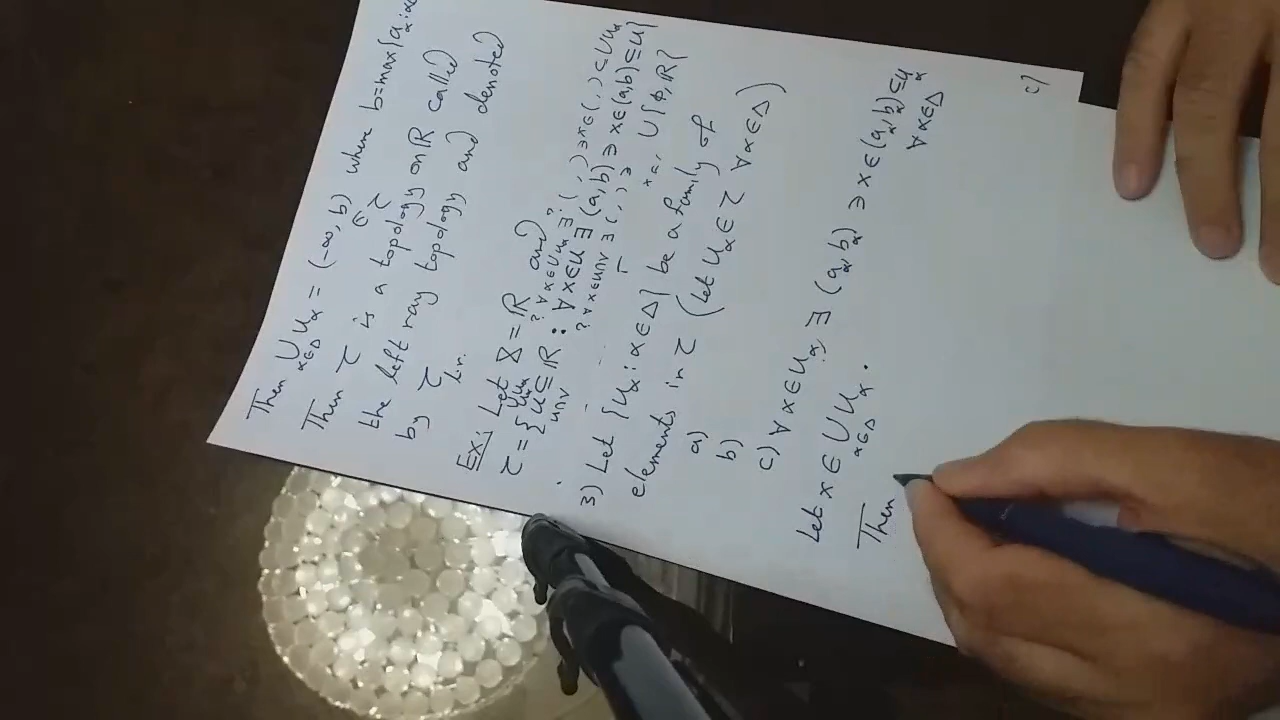 Then ⋃_{α∈Δ} U_α = (-∞, b) where b = max{a_α : α∈
∈ τ
Then τ is a topology on ℝ called
the left ray topology and denoted
by τ_{l.r.}
Ex: Let X = ℝ and
τ = {U ⊆ ℝ : ∀ x∈U ∃ (a, b) ∋ x∈(a,b) ⊆ U} ∪ {φ, ℝ}
3) Let {U_α : α∈Δ} be a family of
elements in τ (Let U_α ∈ τ ∀ α∈Δ)
a)
b)
c) ∀ x∈U_α, ∃ (a_α, b_α) ∋ x∈(a_α, b_α) ⊆ U_α
∀ α∈Δ
Let x ∈ ⋃_{α∈Δ} U_α .
Then
c)